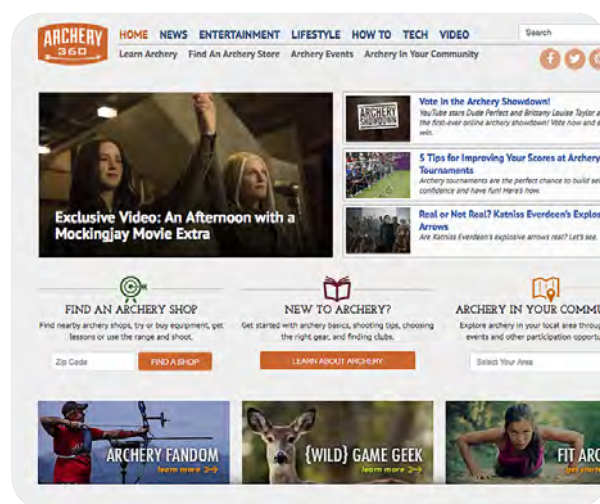 ARCHERY
360
HOME NEWS ENTERTAINMENT LIFESTYLE HOW TO TECH VIDEO
Search
Learn Archery Find An Archery Store Archery Events Archery In Your Community
Vote in the Archery Showdown!
YouTube stars Dude Perfect and Brittany Louise Taylor
the first-ever online archery showdown! Vote now and
win.
ARCHERY
SHOWDOWN
5 Tips for Improving Your Scores at Archery
Tournaments
Archery tournaments are the perfect chance to build
confidence and have fun! Here's how.
Real or Not Real? Katniss Everdeen's Explos
Arrows
Are Katniss Everdeen's explosive arrows real? Let's see.
Exclusive Video: An Afternoon with a
Mockingjay Movie Extra
FIND AN ARCHERY SHOP
Find nearby archery shops, try or buy equipment, get
lessons or use the range and shoot.
Zip Code
FIND A SHOP
NEW TO ARCHERY?
Get started with archery basics, shooting tips, choosing
the right gear, and finding clubs.
LEARN ABOUT ARCHERY
ARCHERY IN YOUR COMMU
Explore archery in your local area throug
events and other participation opportu
Select Your Area
ARCHERY FANDOM
learn more
{WILD} GAME GEEK
learn more
FIT ARC